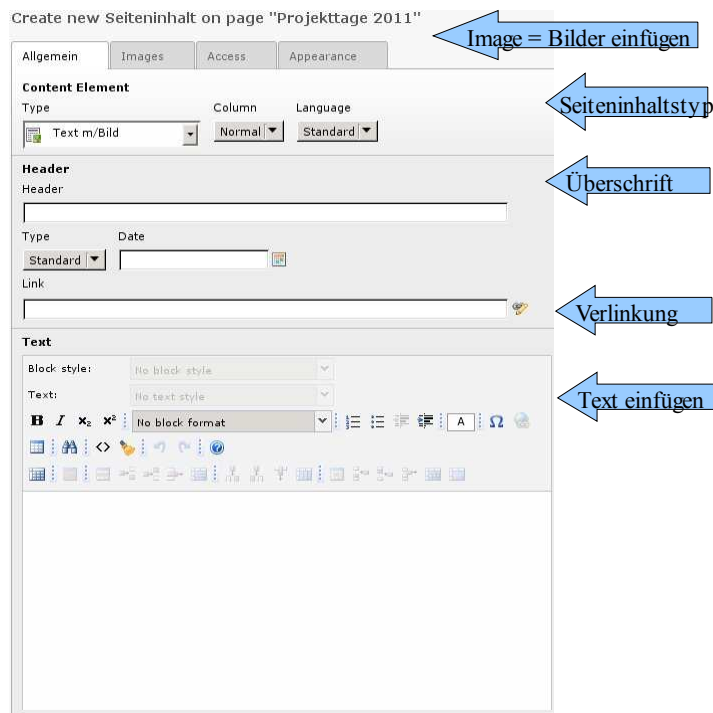 Create new Seiteninhalt on page "Projekttage 2011"
Image = Bilder einfügen
Allgemein Images Access Appearance
Content Element
Type Column Language
Seiteninhaltstyp
Text m/Bild Normal Standard
Header
Header
Überschrift
Type Date
Standard
Link
Verlinkung
Text
Block style: No block style
Text: No text style
Text einfügen
B I x₂ x² No block format A Ω